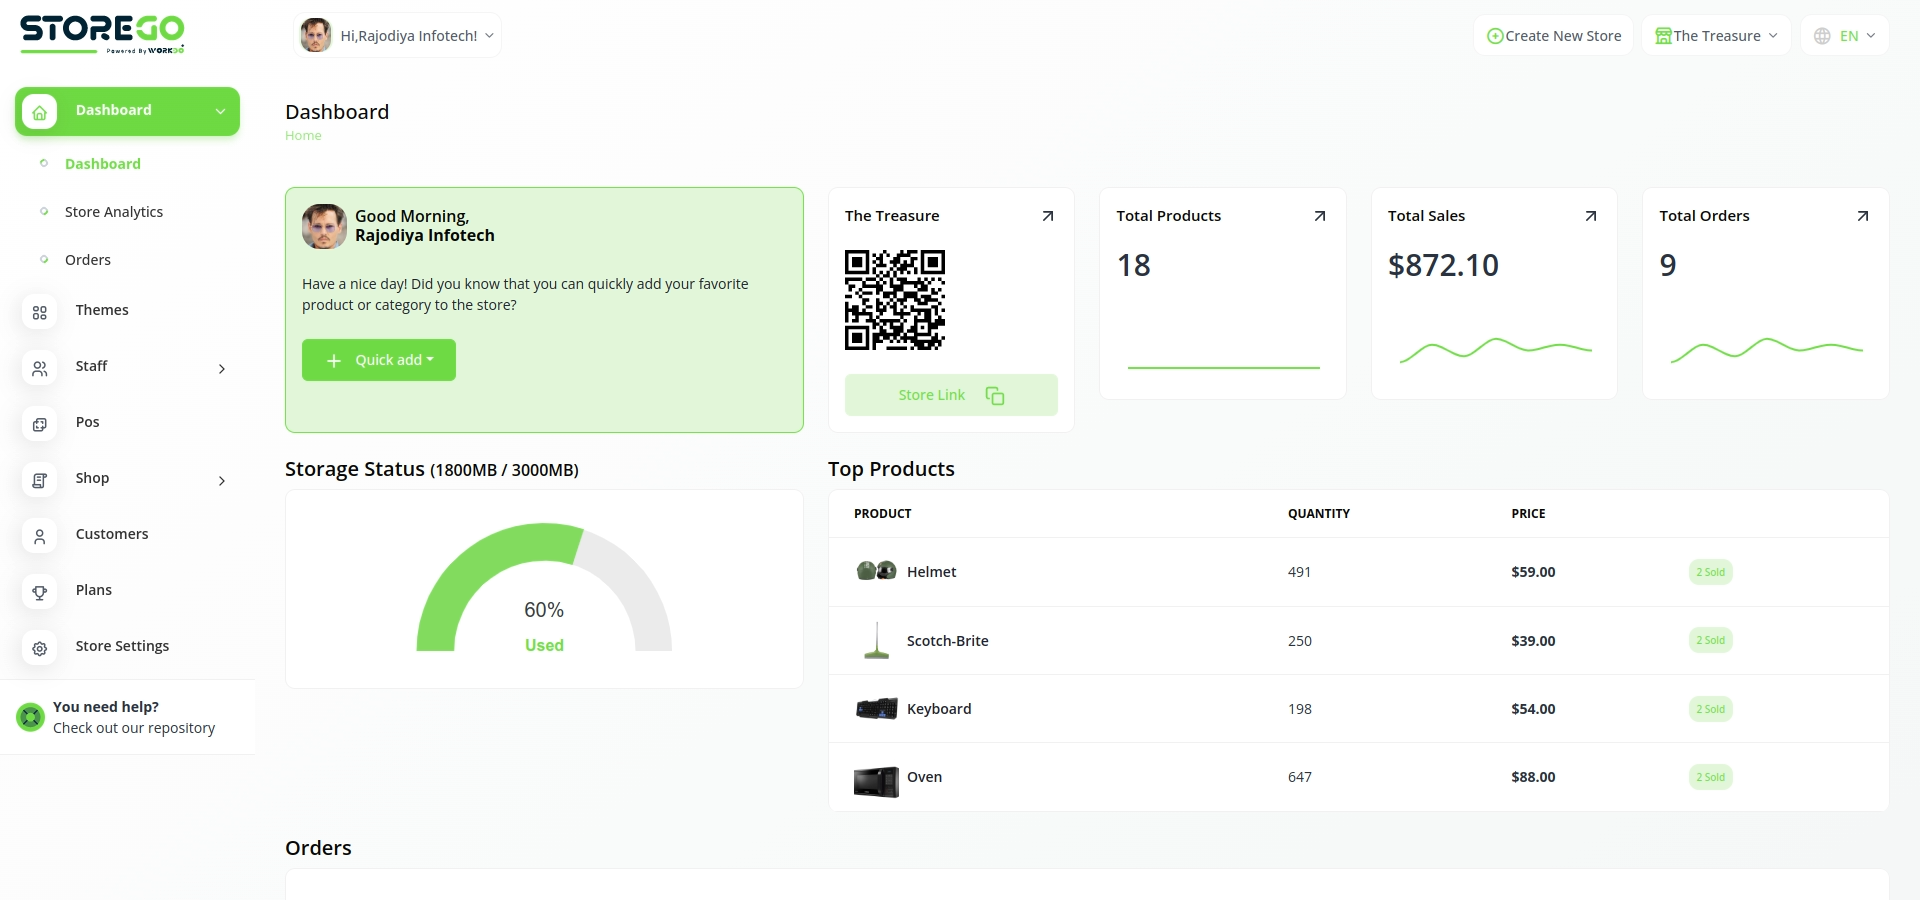 STOREGO
Powered By WORKDO
Hi,Rajodiya Infotech!
Create New Store
The Treasure
EN
Dashboard
Dashboard
Store Analytics
Orders
Themes
Staff
Pos
Shop
Customers
Plans
Store Settings
You need help?
Check out our repository
Dashboard
Home
Good Morning,
Rajodiya Infotech
Have a nice day! Did you know that you can quickly add your favorite
product or category to the store?
Quick add
The Treasure
Store Link
Total Products
18
Total Sales
$872.10
Total Orders
9
Storage Status (1800MB / 3000MB)
60%
Used
Top Products
PRODUCT QUANTITY PRICE
Helmet 491 $59.00 2 Sold
Scotch-Brite 250 $39.00 2 Sold
Keyboard 198 $54.00 2 Sold
Oven 647 $88.00 2 Sold
Orders